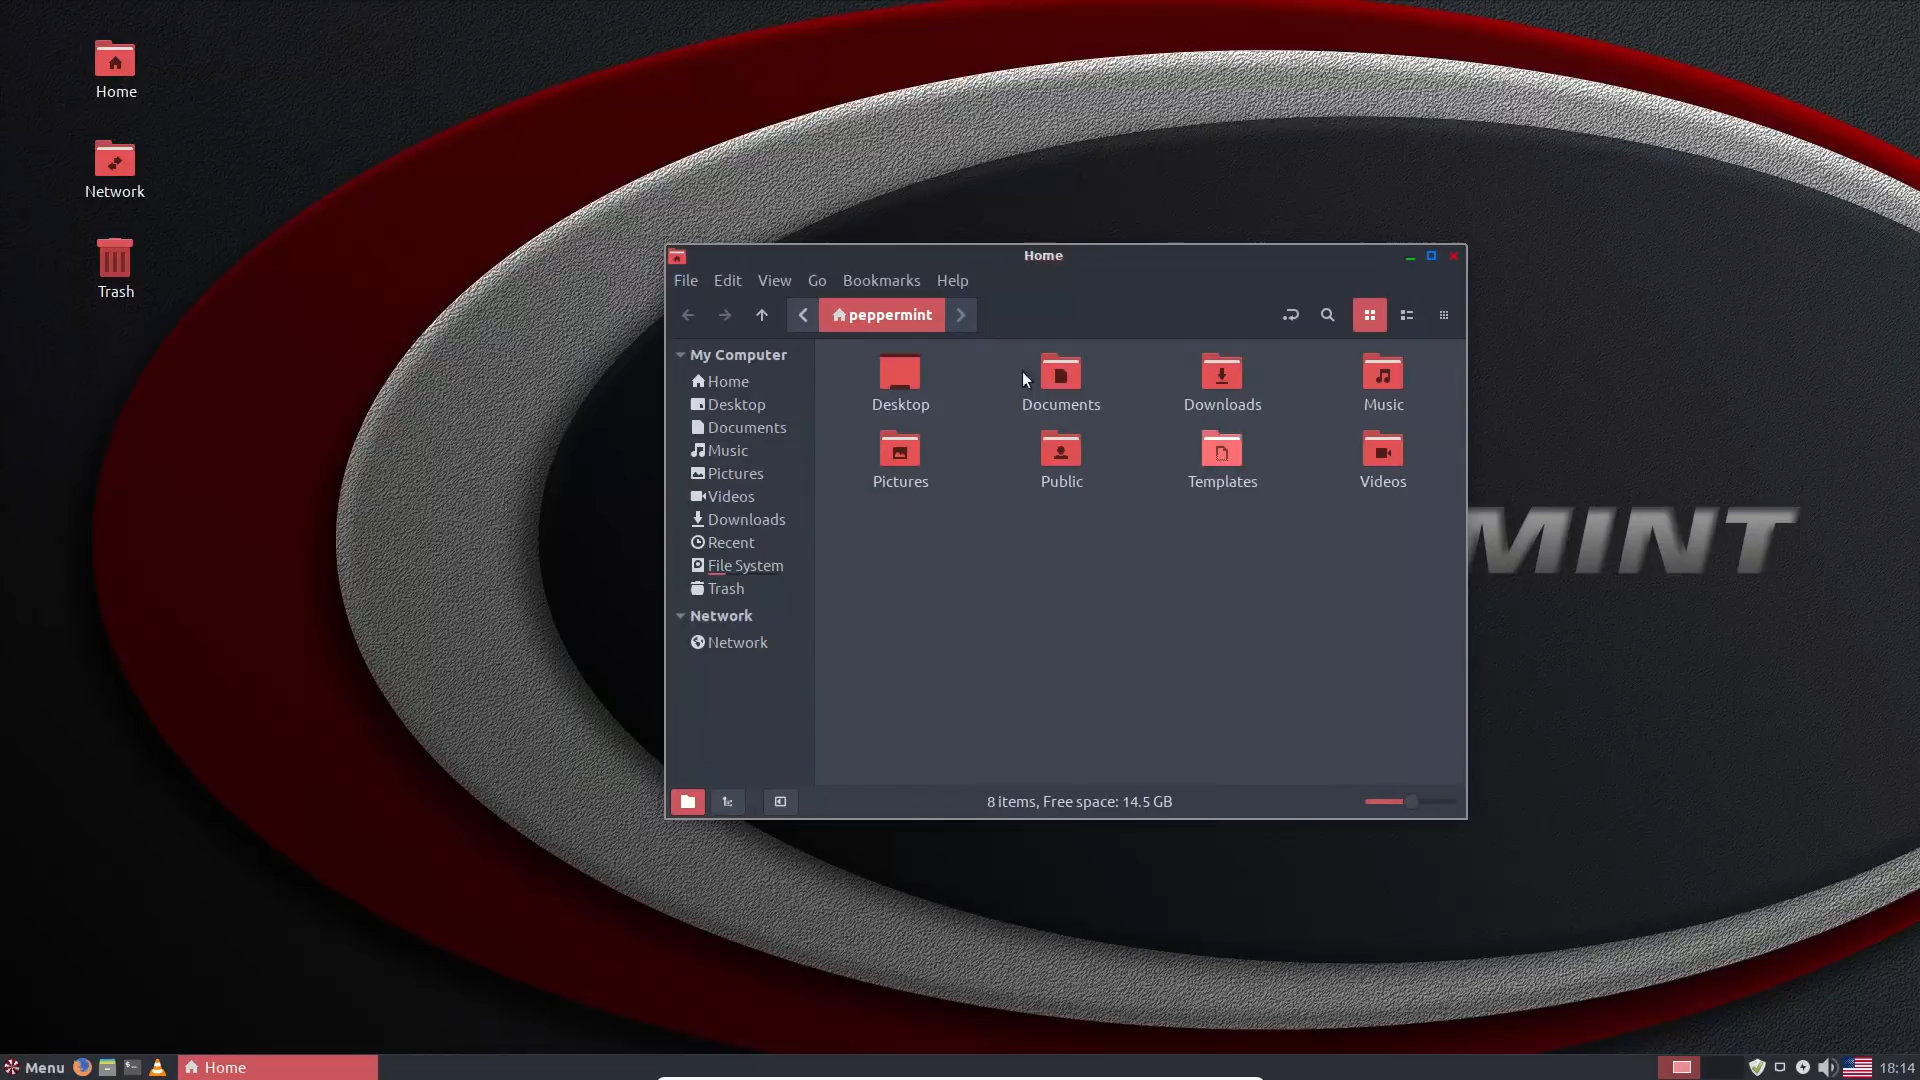 Home
Network
Trash
Home
File Edit View Go Bookmarks Help
peppermint
My Computer
Home
Desktop
Documents
Music
Pictures
Videos
Downloads
Recent
File System
Trash
Network
Network
Desktop Documents Downloads Music
Pictures Public Templates Videos
MINT
8 items, Free space: 14.5 GB
Menu Home 18:14